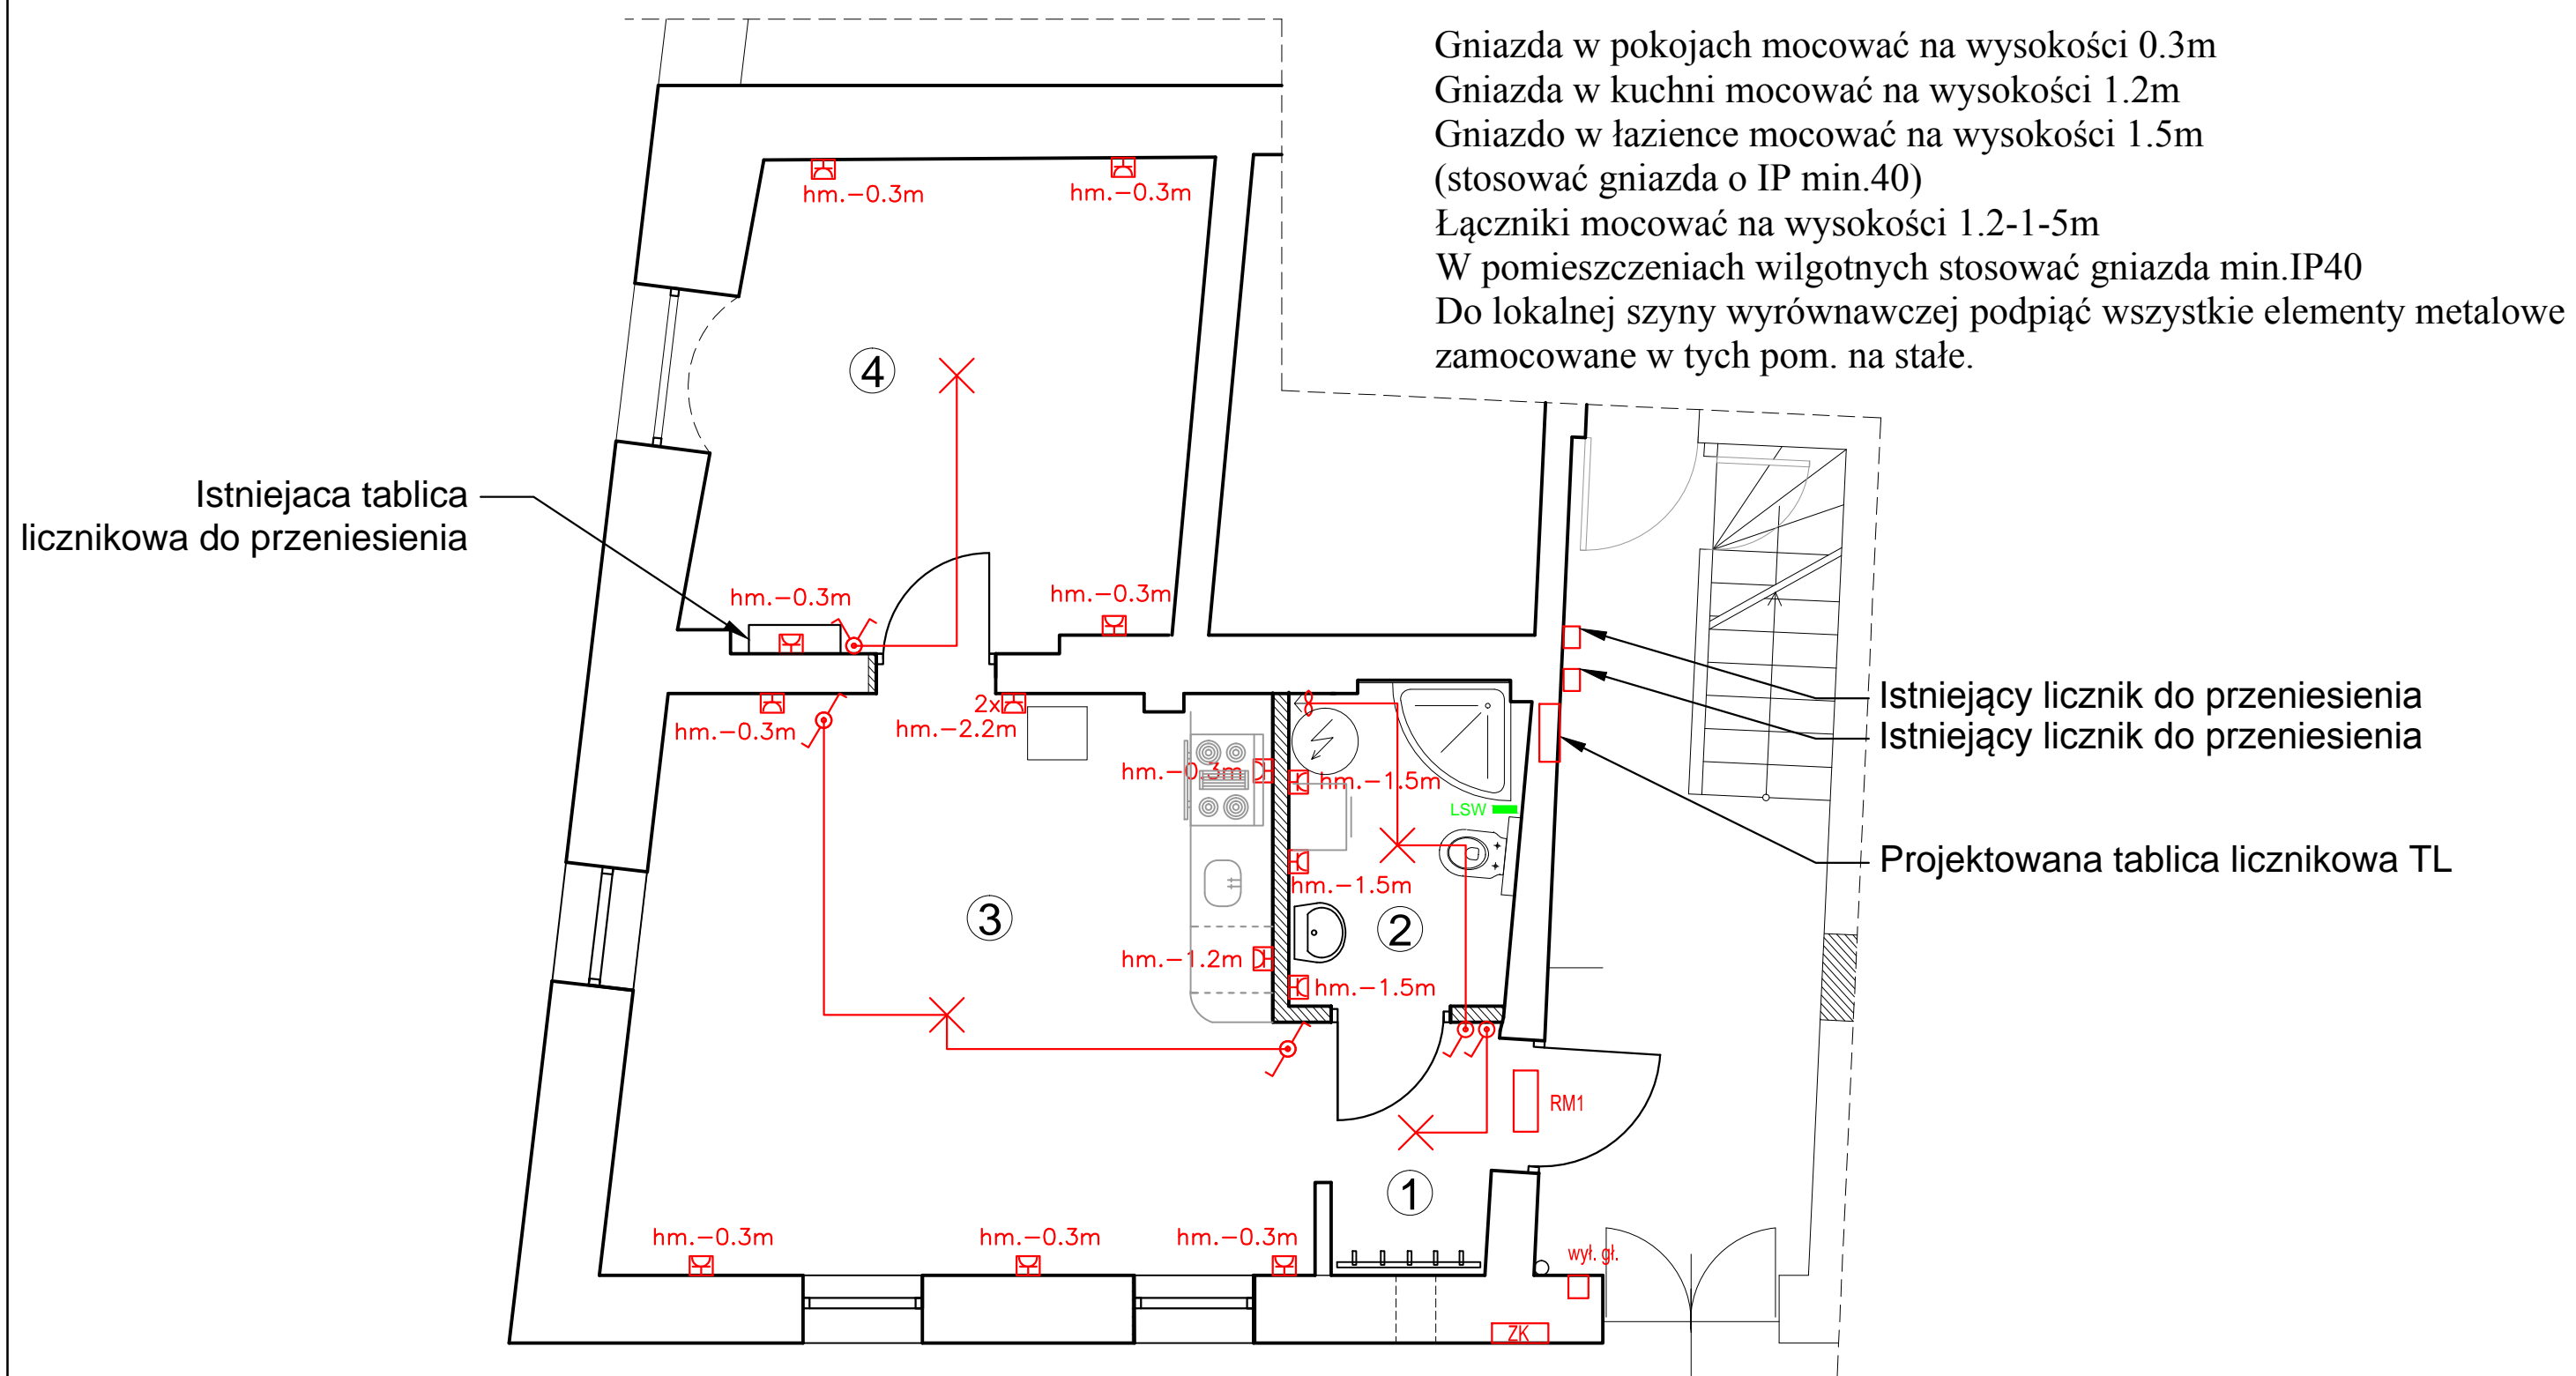 Gniazda w pokojach mocować na wysokości 0.3m
Gniazda w kuchni mocować na wysokości 1.2m
Gniazdo w łazience mocować na wysokości 1.5m
(stosować gniazda o IP min.40)
Łączniki mocować na wysokości 1.2-1-5m
W pomieszczeniach wilgotnych stosować gniazda min.IP40
Do lokalnej szyny wyrównawczej podpiąć wszystkie elementy metalowe
zamocowane w tych pom. na stałe.
hm.-0.3m
hm.-0.3m
4
Istniejaca tablica
licznikowa do przeniesienia
hm.-0.3m
hm.-0.3m
hm.-0.3m
2x
hm.-2.2m
Istniejący licznik do przeniesienia
Istniejący licznik do przeniesienia
hm.-0.3m
hm.-1.5m
LSW
Projektowana tablica licznikowa TL
hm.-1.5m
3
2
hm.-1.2m
hm.-1.5m
RM1
1
hm.-0.3m
hm.-0.3m
hm.-0.3m
wył. gł.
ZK